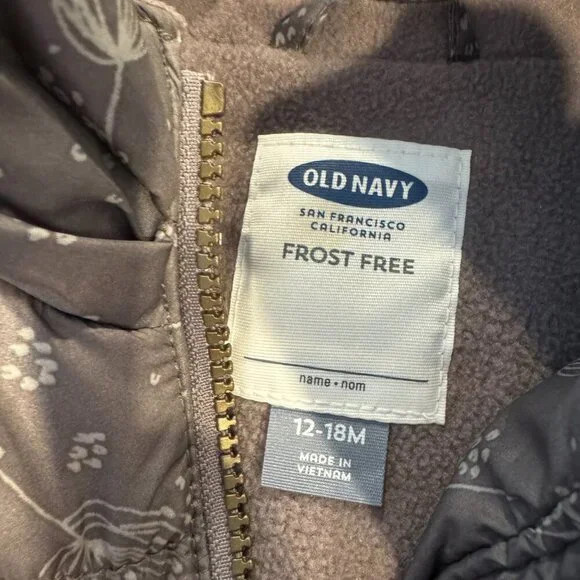 OLD NAVY
SAN FRANCISCO
CALIFORNIA
FROST FREE
name • nom
12-18M
MADE IN
VIETNAM